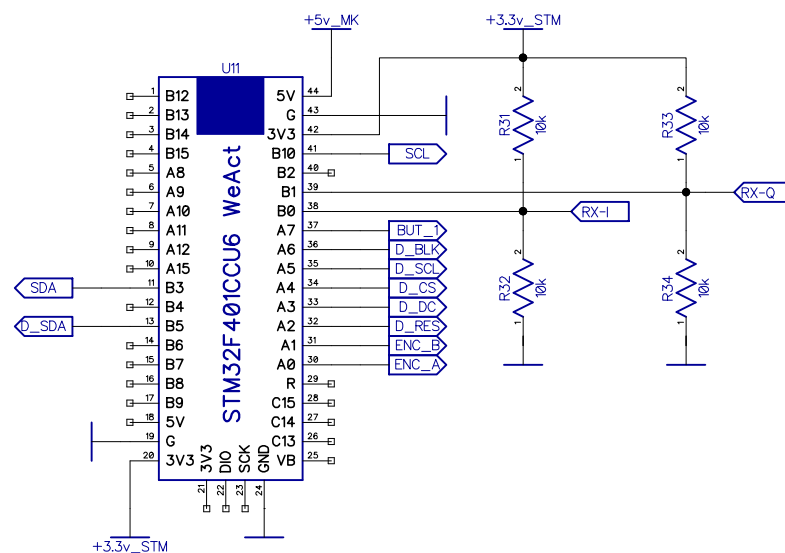 +5v_MK
+3.3v_STM
U11
1 B12 5V 44
2 B13 G 43
3 B14 3V3 42
4 B15 B10 41 SCL
5 A8 B2 40
6 A9 B1 39 RX-Q
7 A10 B0 38 RX-I
8 A11 A7 37 BUT_1
9 A12 A6 36 D_BLK
10 A15 A5 35 D_SCL
SDA 11 B3 A4 34 D_CS
12 B4 A3 33 D_DC
D_SDA 13 B5 A2 32 D_RES
14 B6 A1 31 ENC_B
15 B7 A0 30 ENC_A
16 B8 R 29
17 B9 C15 28
18 5V C14 27
19 G C13 26
20 3V3 VB 25
3V3 DIO SCK GND
21 22 23 24
STM32F401CCU6 WeAct
+3.3v_STM
2 R31 10k 1
2 R33 10k 1
2 R32 10k 1
2 R34 10k 1